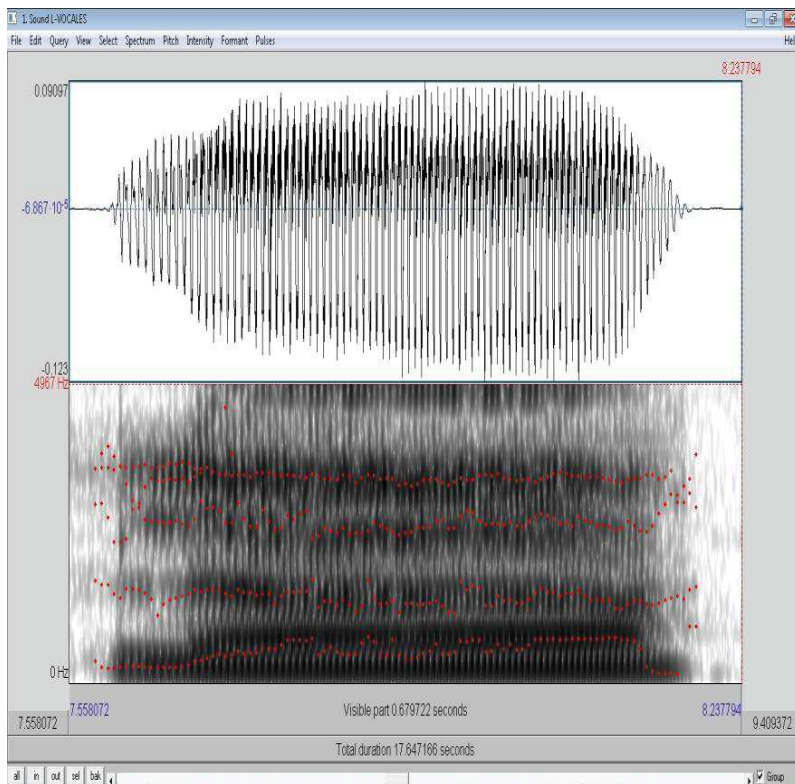 1. Sound L-VOCALES
File Edit Query View Select Spectrum Pitch Intensity Formant Pulses Hel
8.237794
0.09097
-6.867·10-5
-0.123
4967 Hz
0 Hz
7.558072 Visible part 0.679722 seconds 8.237794
7.558072 9.409372
Total duration 17.647166 seconds
all in out sel bak Group